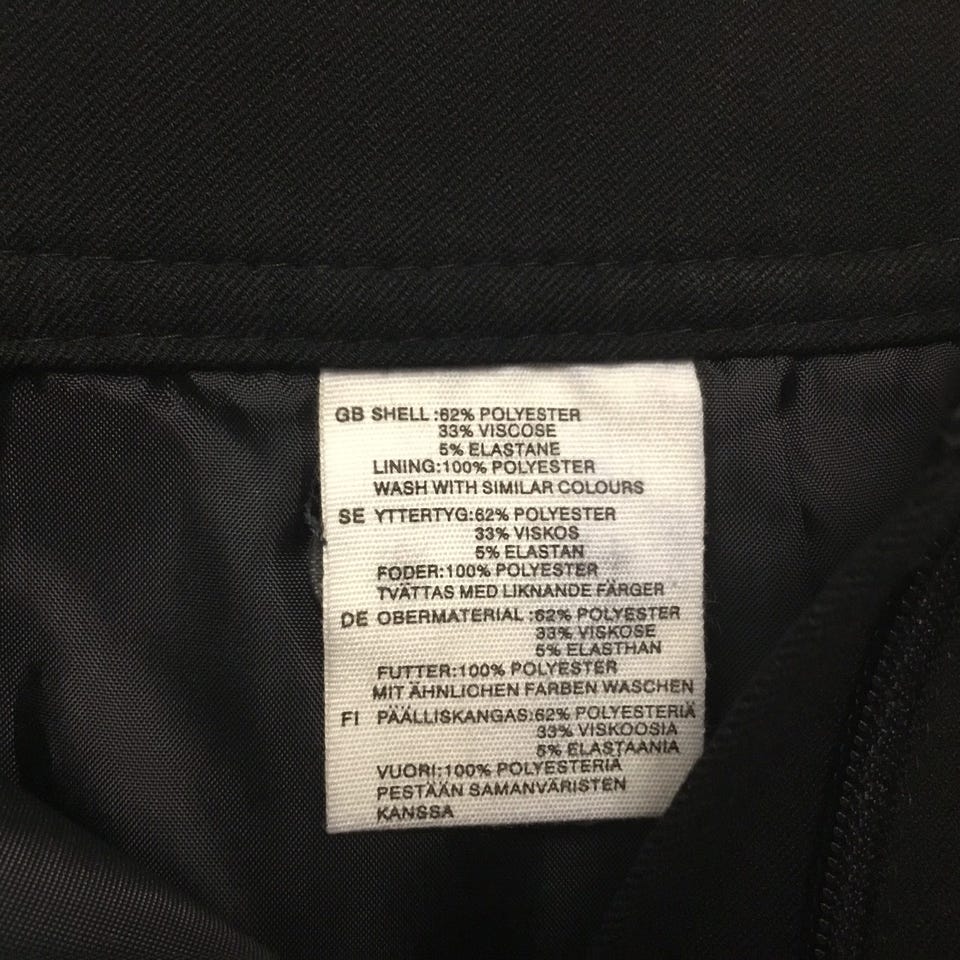 GB SHELL :62% POLYESTER
33% VISCOSE
5% ELASTANE
LINING:100% POLYESTER
WASH WITH SIMILAR COLOURS
SE YTTERTYG:62% POLYESTER
33% VISKOS
5% ELASTAN
FODER:100% POLYESTER
TVÄTTAS MED LIKNANDE FÄRGER
DE OBERMATERIAL :62% POLYESTER
33% VISKOSE
5% ELASTHAN
FUTTER:100% POLYESTER
MIT ÄHNLICHEN FARBEN WASCHEN
FI PÄÄLLISKANGAS:62% POLYESTERIÄ
33% VISKOOSIA
5% ELASTAANIA
VUORI:100% POLYESTERIÄ
PESTÄÄN SAMANVÄRISTEN
KANSSA